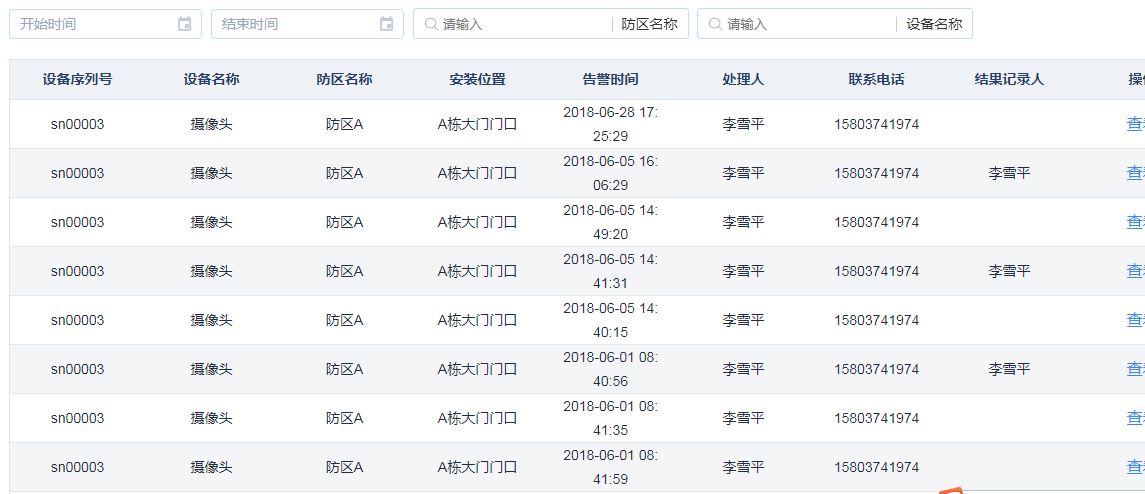 开始时间 结束时间 请输入 防区名称 请输入 设备名称
设备序列号 设备名称 防区名称 安装位置 告警时间 处理人 联系电话 结果记录人
sn00003 摄像头 防区A A栋大门门口 2018-06-28 17: 李雪平 15803741974 查
25:29
sn00003 摄像头 防区A A栋大门门口 2018-06-05 16: 李雪平 15803741974 李雪平 查
06:29
sn00003 摄像头 防区A A栋大门门口 2018-06-05 14: 李雪平 15803741974 查
49:20
sn00003 摄像头 防区A A栋大门门口 2018-06-05 14: 李雪平 15803741974 李雪平 查
41:31
sn00003 摄像头 防区A A栋大门门口 2018-06-05 14: 李雪平 15803741974 查
40:15
sn00003 摄像头 防区A A栋大门门口 2018-06-01 08: 李雪平 15803741974 李雪平 查
40:56
sn00003 摄像头 防区A A栋大门门口 2018-06-01 08: 李雪平 15803741974 查
41:35
sn00003 摄像头 防区A A栋大门门口 2018-06-01 08: 李雪平 15803741974 查
41:59